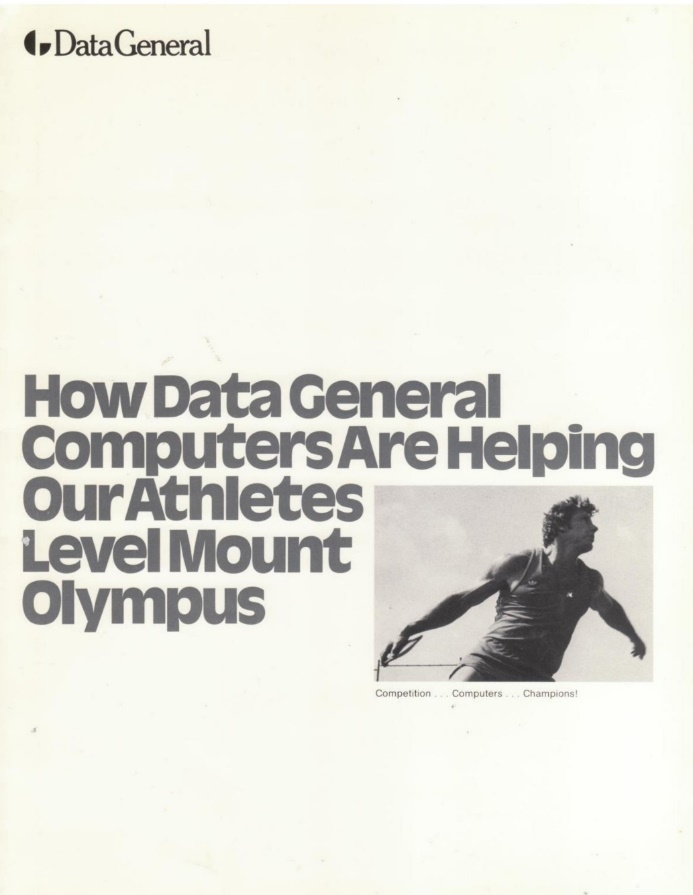 Data General
How Data General
Computers Are Helping
Our Athletes
Level Mount
Olympus
Competition . . . Computers . . . Champions!